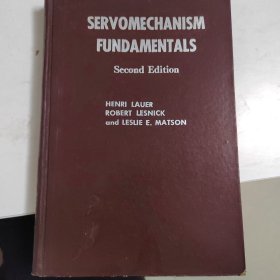 SERVOMECHANISM
FUNDAMENTALS
Second Edition
HENRI LAUER
ROBERT LESNICK
and LESLIE E. MATSON